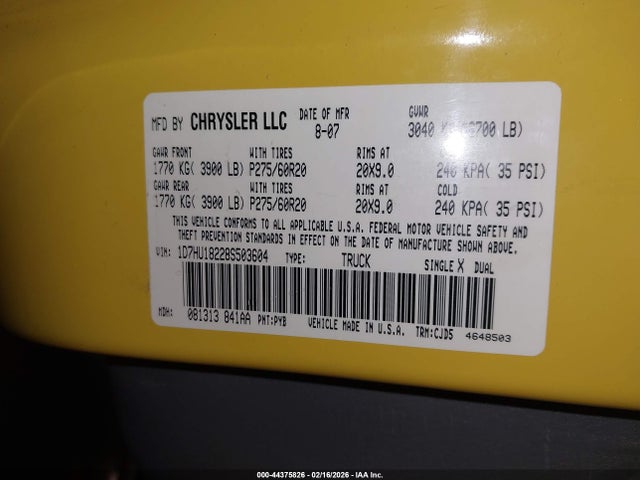 MFD BY CHRYSLER LLC DATE OF MFR GVWR
8-07 3040 LB)
GAWR FRONT WITH TIRES RIMS AT
1770 KG( 3900 LB) P275/60R20 20X9.0 240 KPA( 35 PSI)
GAWR REAR WITH TIRES RIMS AT COLD
1770 KG( 3900 LB) P275/60R20 20X9.0 240 KPA( 35 PSI)
THIS VEHICLE CONFORMS TO ALL APPLICABLE U.S.A. FEDERAL MOTOR VEHICLE SAFETY AND
THEFT PREVENTION STANDARDS IN EFFECT ON THE DATE OF MANUFACTURE SHOWN ABOVE.
VIN: 1D7HU18228S503604 TYPE: TRUCK SINGLE X DUAL
MDH: 081313 841AA PNT:PYB VEHICLE MADE IN U.S.A. TRM:CJD5 4648503
000-44375826 - 02/16/2026 - IAA Inc.